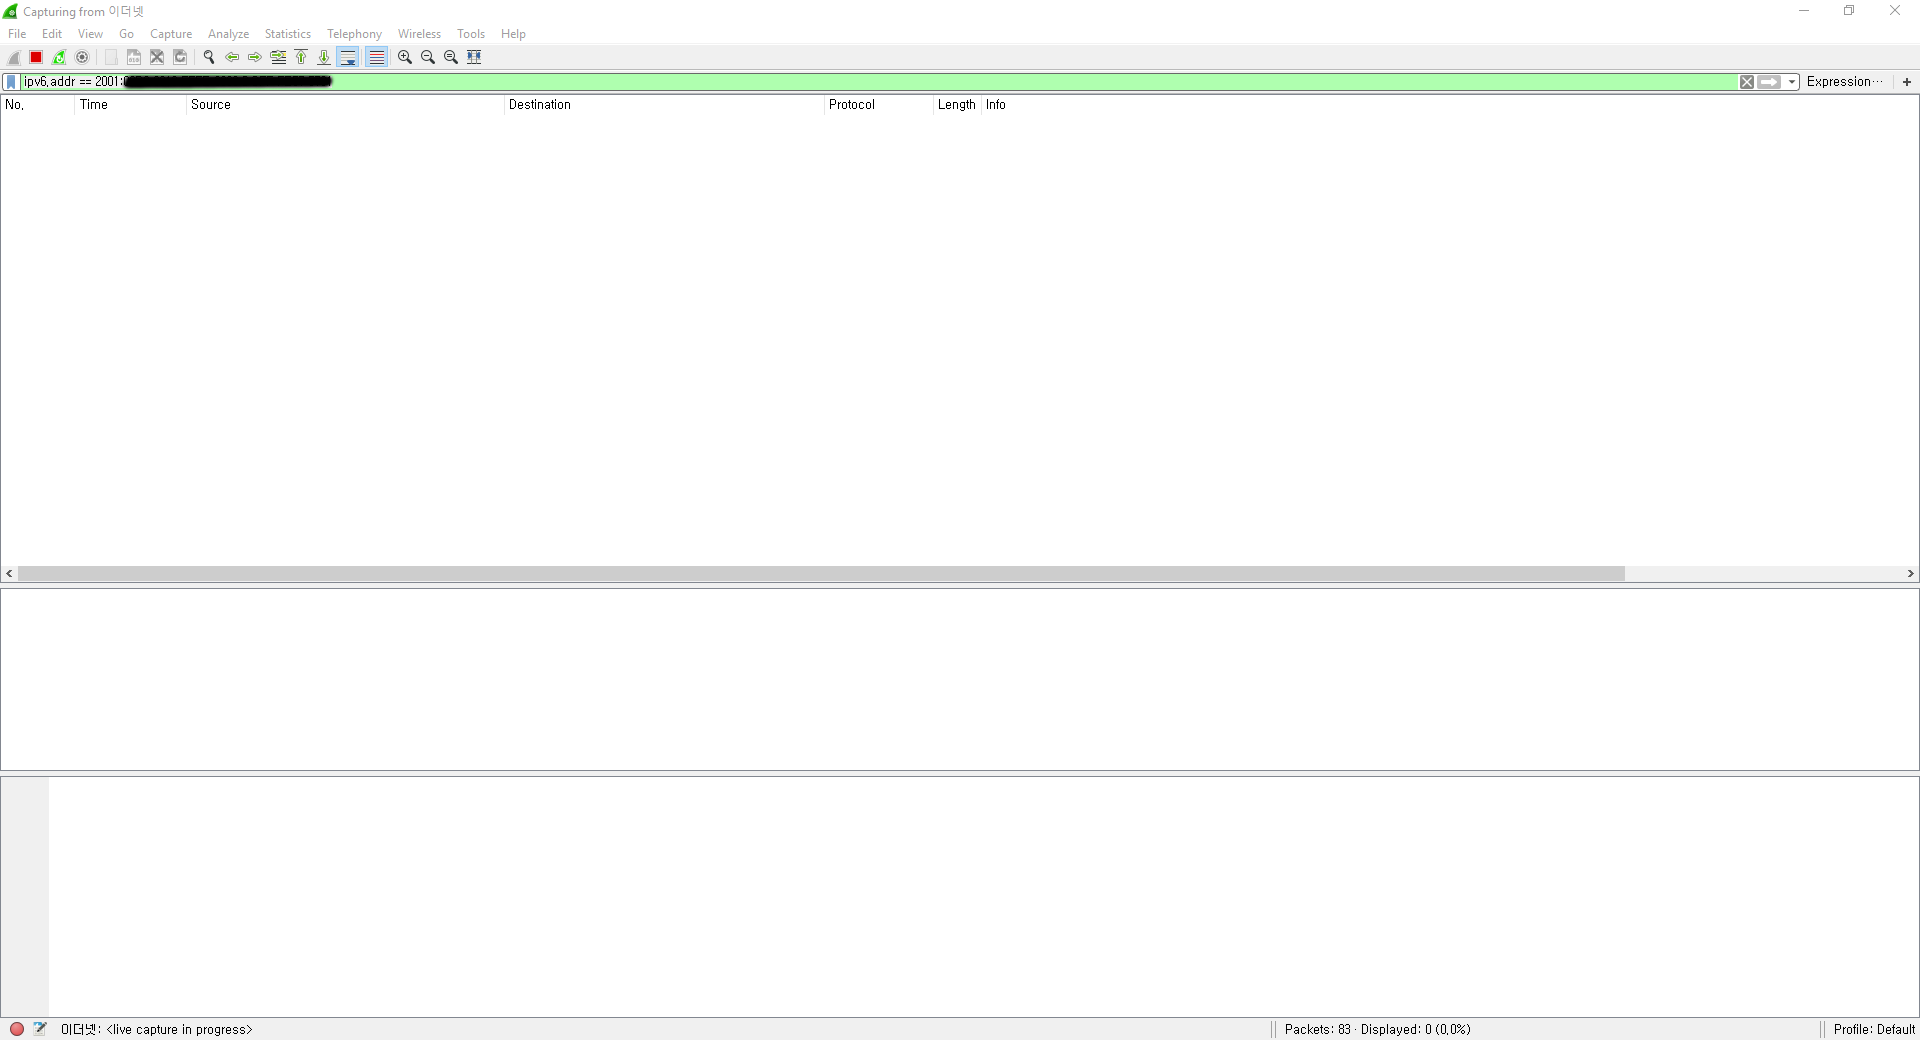 Capturing from 이더넷
File Edit View Go Capture Analyze Statistics Telephony Wireless Tools Help
ipv6.addr == 2001: Expression… +
No. Time Source Destination Protocol Length Info
이더넷: <live capture in progress> Packets: 83 · Displayed: 0 (0.0%) Profile: Default